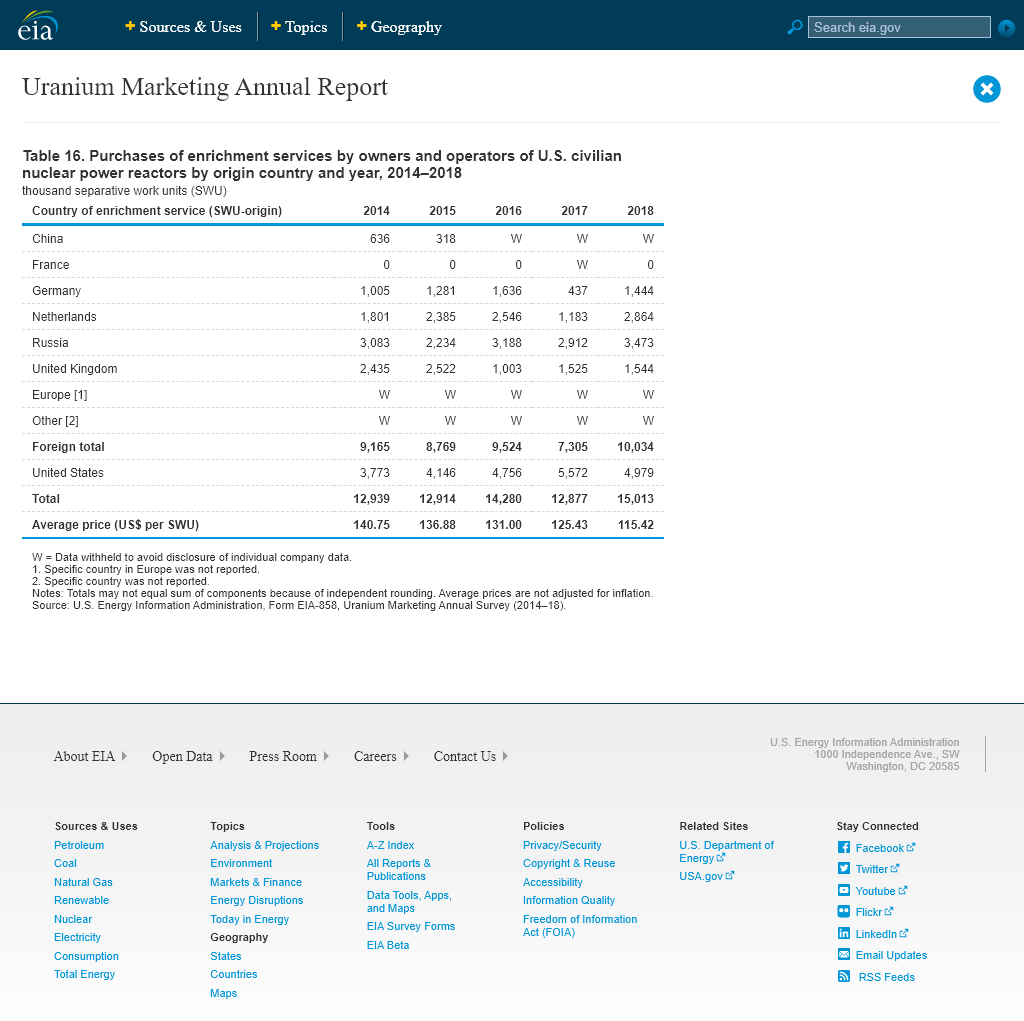 eia
Sources & Uses
Topics
Geography
Search eia.gov
Uranium Marketing Annual Report
Table 16. Purchases of enrichment services by owners and operators of U.S. civilian
nuclear power reactors by origin country and year, 2014–2018
thousand separative work units (SWU)
Country of enrichment service (SWU-origin) 2014 2015 2016 2017 2018
China 636 318 W W W
France 0 0 0 W 0
Germany 1,005 1,281 1,636 437 1,444
Netherlands 1,801 2,385 2,546 1,183 2,864
Russia 3,083 2,234 3,188 2,912 3,473
United Kingdom 2,435 2,522 1,003 1,525 1,544
Europe [1] W W W W W
Other [2] W W W W W
Foreign total 9,165 8,769 9,524 7,305 10,034
United States 3,773 4,146 4,756 5,572 4,979
Total 12,939 12,914 14,280 12,877 15,013
Average price (US$ per SWU) 140.75 136.88 131.00 125.43 115.42
W = Data withheld to avoid disclosure of individual company data.
1. Specific country in Europe was not reported.
2. Specific country was not reported.
Notes: Totals may not equal sum of components because of independent rounding. Average prices are not adjusted for inflation.
Source: U.S. Energy Information Administration, Form EIA-858, Uranium Marketing Annual Survey (2014–18).
About EIA
Open Data
Press Room
Careers
Contact Us
U.S. Energy Information Administration
1000 Independence Ave., SW
Washington, DC 20585
Sources & Uses
Petroleum
Coal
Natural Gas
Renewable
Nuclear
Electricity
Consumption
Total Energy
Topics
Analysis & Projections
Environment
Markets & Finance
Energy Disruptions
Today in Energy
Geography
States
Countries
Maps
Tools
A-Z Index
All Reports &
Publications
Data Tools, Apps,
and Maps
EIA Survey Forms
EIA Beta
Policies
Privacy/Security
Copyright & Reuse
Accessibility
Information Quality
Freedom of Information
Act (FOIA)
Related Sites
U.S. Department of
Energy
USA.gov
Stay Connected
Facebook
Twitter
Youtube
Flickr
LinkedIn
Email Updates
RSS Feeds